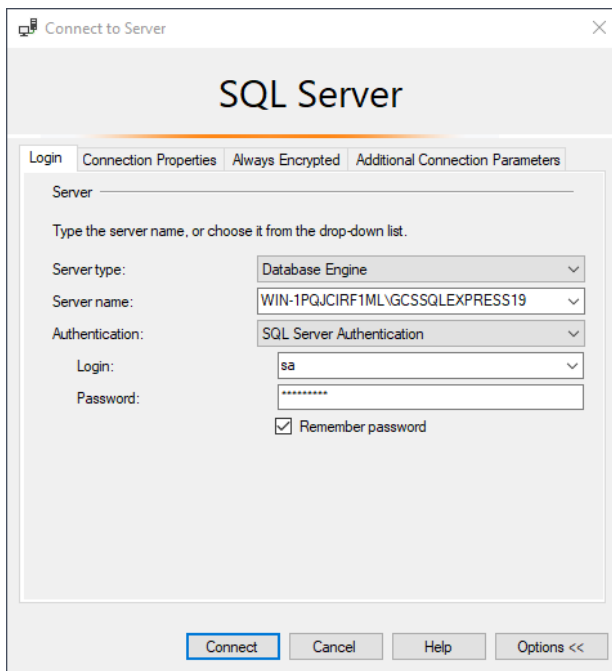 Connect to Server
SQL Server
Login Connection Properties Always Encrypted Additional Connection Parameters
Server
Type the server name, or choose it from the drop-down list.
Server type: Database Engine
Server name: WIN-1PQJCIRF1ML\GCSSQLEXPRESS19
Authentication: SQL Server Authentication
Login: sa
Password: *********
Remember password
Connect Cancel Help Options <<